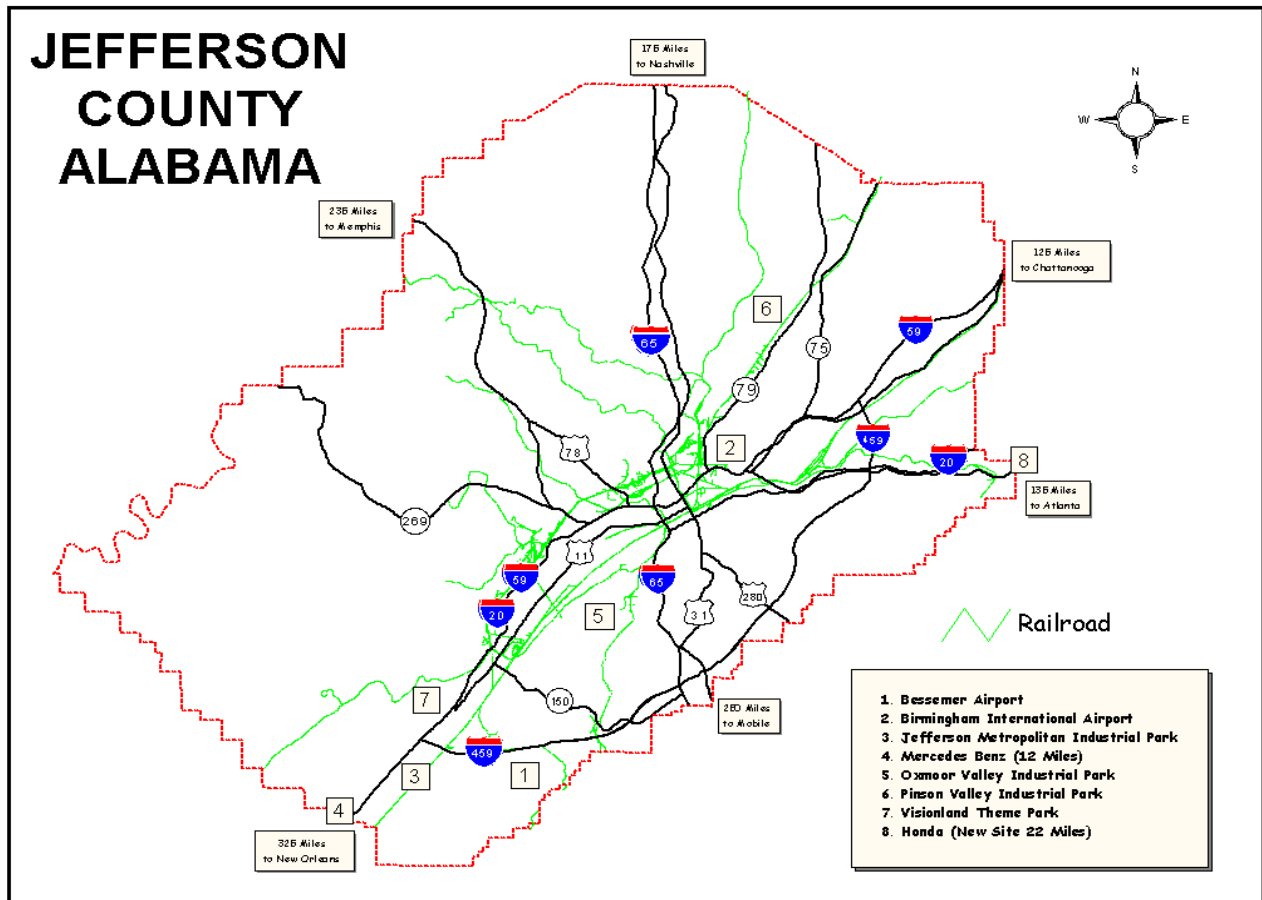 JEFFERSON
COUNTY
ALABAMA
175 Miles
to Nashville
N
W
E
S
235 Miles
to Memphis
125 Miles
to Chattanooga
6
59
65
75
79
459
78
2
20
8
135 Miles
to Atlanta
269
11
59
65
280
20
5
31
Railroad
7
150
260 Miles
to Mobile
459
3
1
4
325 Miles
to New Orleans
1. Bessemer Airport
2. Birmingham International Airport
3. Jefferson Metropolitan Industrial Park
4. Mercedes Benz (12 Miles)
5. Oxmoor Valley Industrial Park
6. Pinson Valley Industrial Park
7. Visionland Theme Park
8. Honda (New Site 22 Miles)